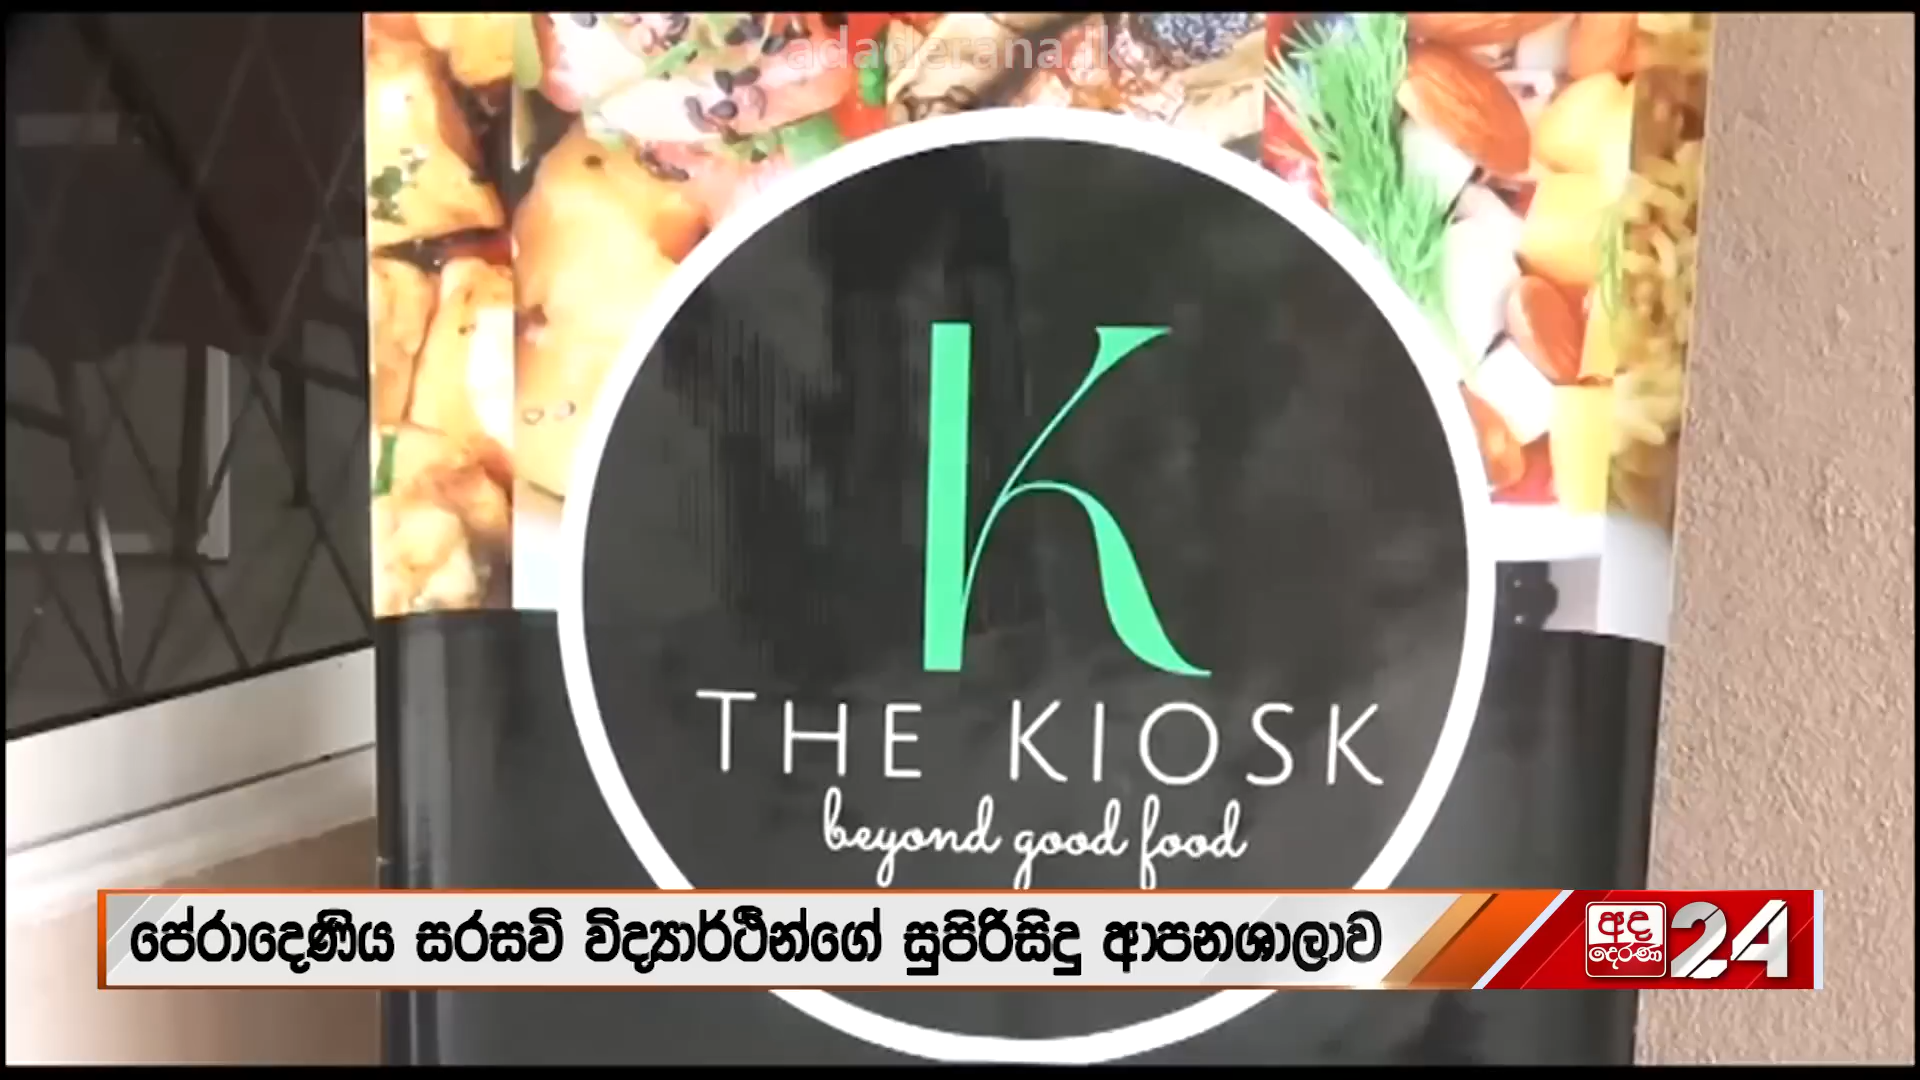 adaderana.lk
K
THE KIOSK
beyond good food
පේරාදෙණිය සරසවි විද්‍යාර්ථීන්ගේ සුපිරිසිදු ආපනශාලාව
අද
දෙරණ
24